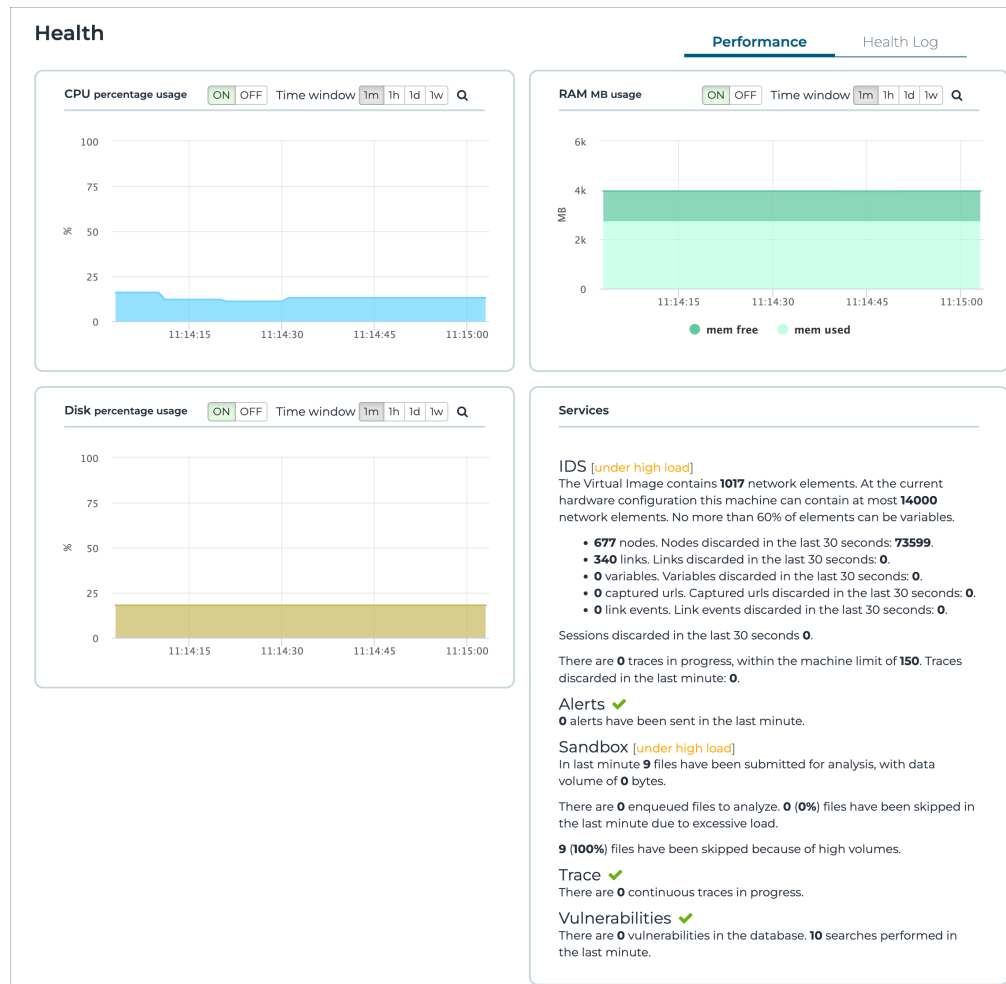 Health
Performance
Health Log
CPU percentage usage ON OFF Time window 1m 1h 1d 1w
100
75
50
25
0
%
11:14:15 11:14:30 11:14:45 11:15:00
RAM MB usage ON OFF Time window 1m 1h 1d 1w
6k
4k
2k
0
MB
11:14:15 11:14:30 11:14:45 11:15:00
mem free mem used
Disk percentage usage ON OFF Time window 1m 1h 1d 1w
100
75
50
25
0
%
11:14:15 11:14:30 11:14:45 11:15:00
Services
IDS [under high load]
The Virtual Image contains 1017 network elements. At the current
hardware configuration this machine can contain at most 14000
network elements. No more than 60% of elements can be variables.
• 677 nodes. Nodes discarded in the last 30 seconds: 73599.
• 340 links. Links discarded in the last 30 seconds: 0.
• 0 variables. Variables discarded in the last 30 seconds: 0.
• 0 captured urls. Captured urls discarded in the last 30 seconds: 0.
• 0 link events. Link events discarded in the last 30 seconds: 0.
Sessions discarded in the last 30 seconds 0.
There are 0 traces in progress, within the machine limit of 150. Traces
discarded in the last minute: 0.
Alerts ✔
0 alerts have been sent in the last minute.
Sandbox [under high load]
In last minute 9 files have been submitted for analysis, with data
volume of 0 bytes.
There are 0 enqueued files to analyze. 0 (0%) files have been skipped in
the last minute due to excessive load.
9 (100%) files have been skipped because of high volumes.
Trace ✔
There are 0 continuous traces in progress.
Vulnerabilities ✔
There are 0 vulnerabilities in the database. 10 searches performed in
the last minute.